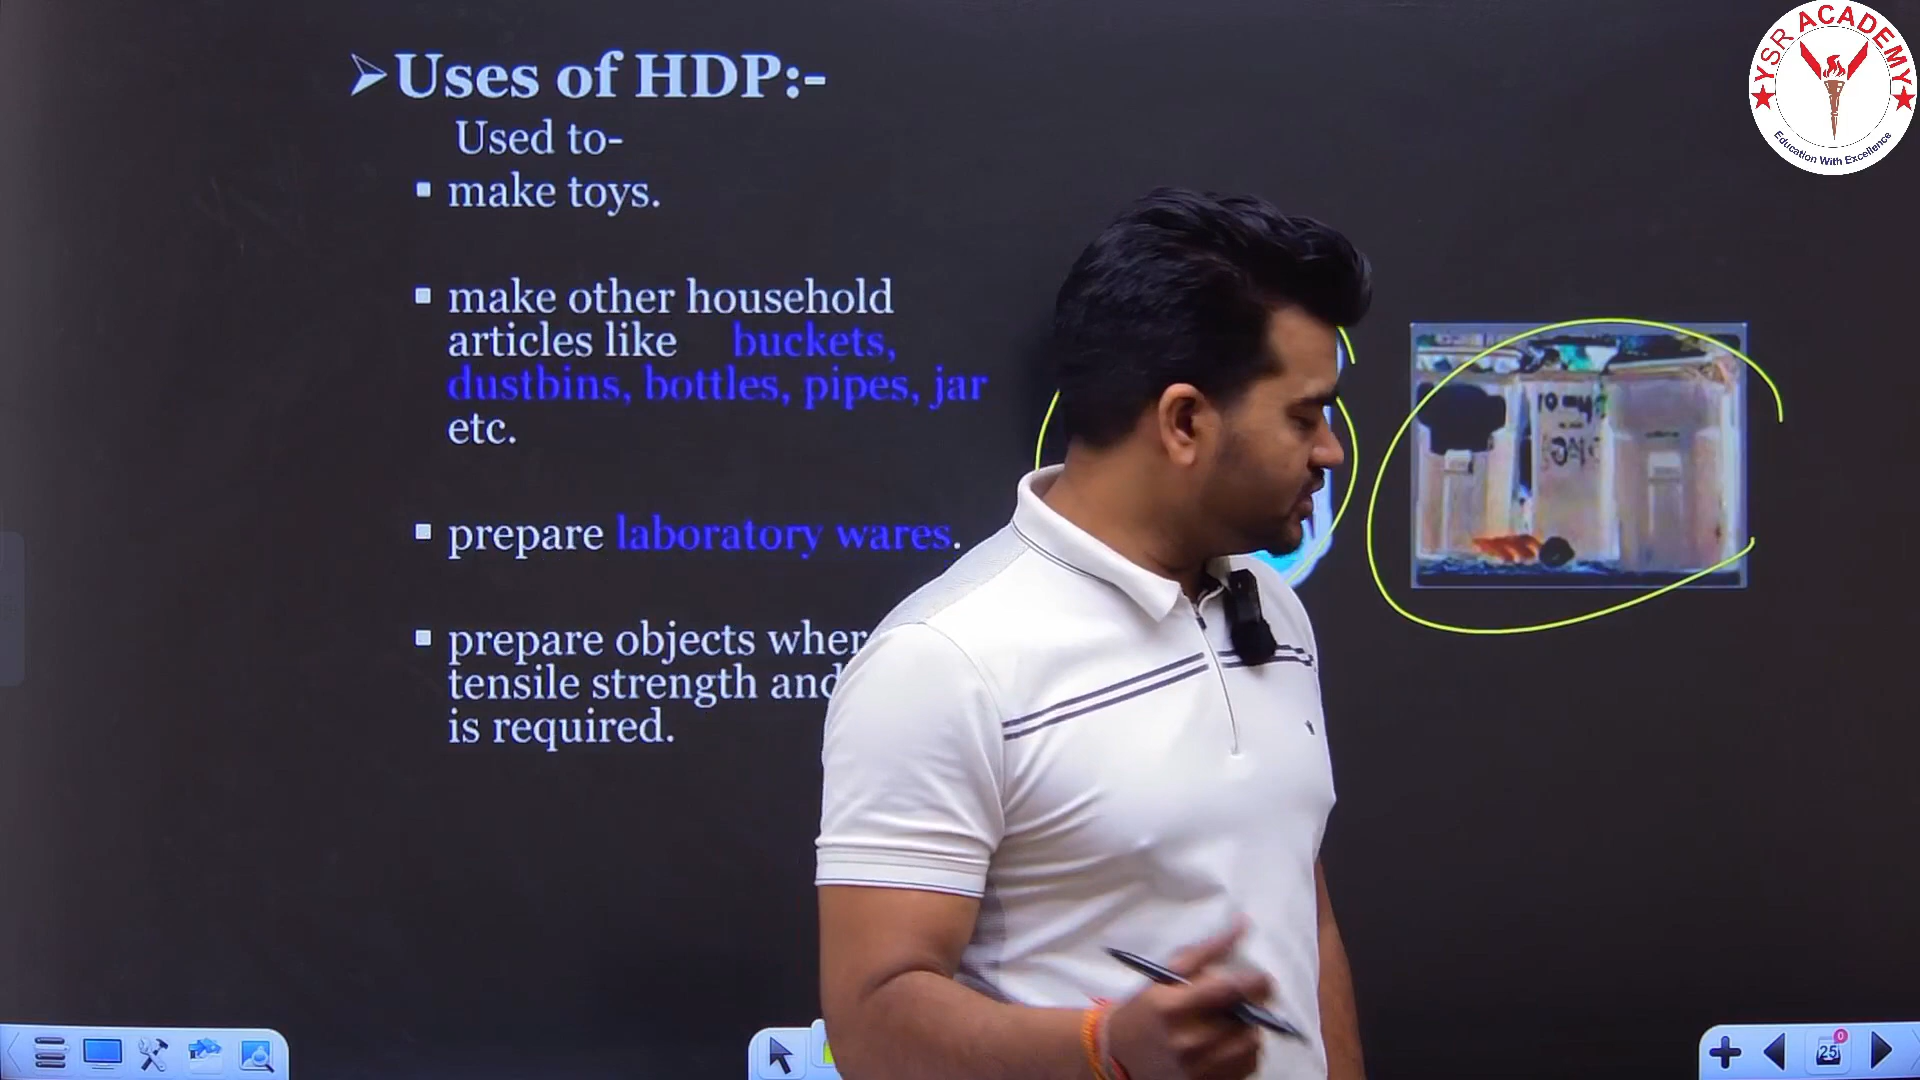 ➢Uses of HDP:-
Used to-
▪ make toys.
▪ make other household
articles like buckets,
dustbins, bottles, pipes, jar
etc.
▪ prepare laboratory wares.
▪ prepare objects wher
tensile strength and
is required.
YSR ACADEMY
Education With Excellence
25
0